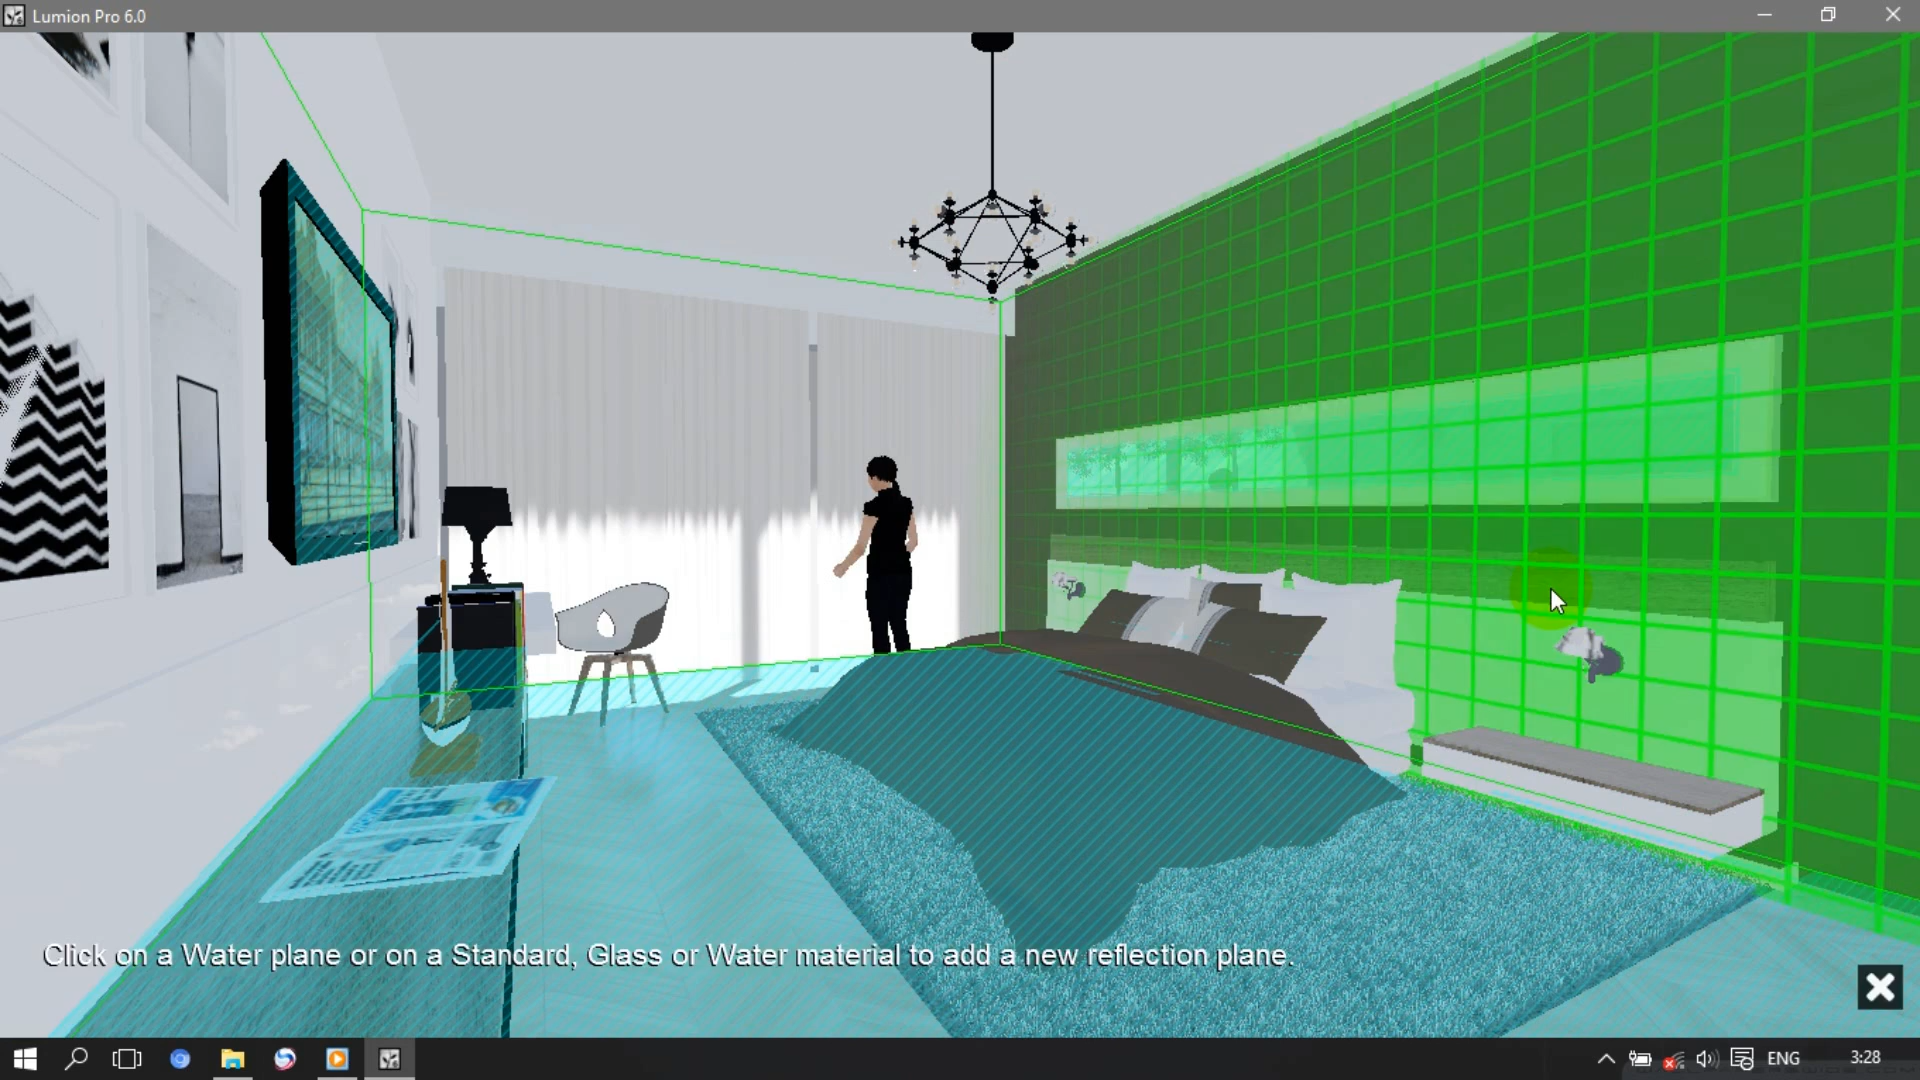 Lumion Pro 6.0
Click on a Water plane or on a Standard, Glass or Water material to add a new reflection plane.
ENG
3:28